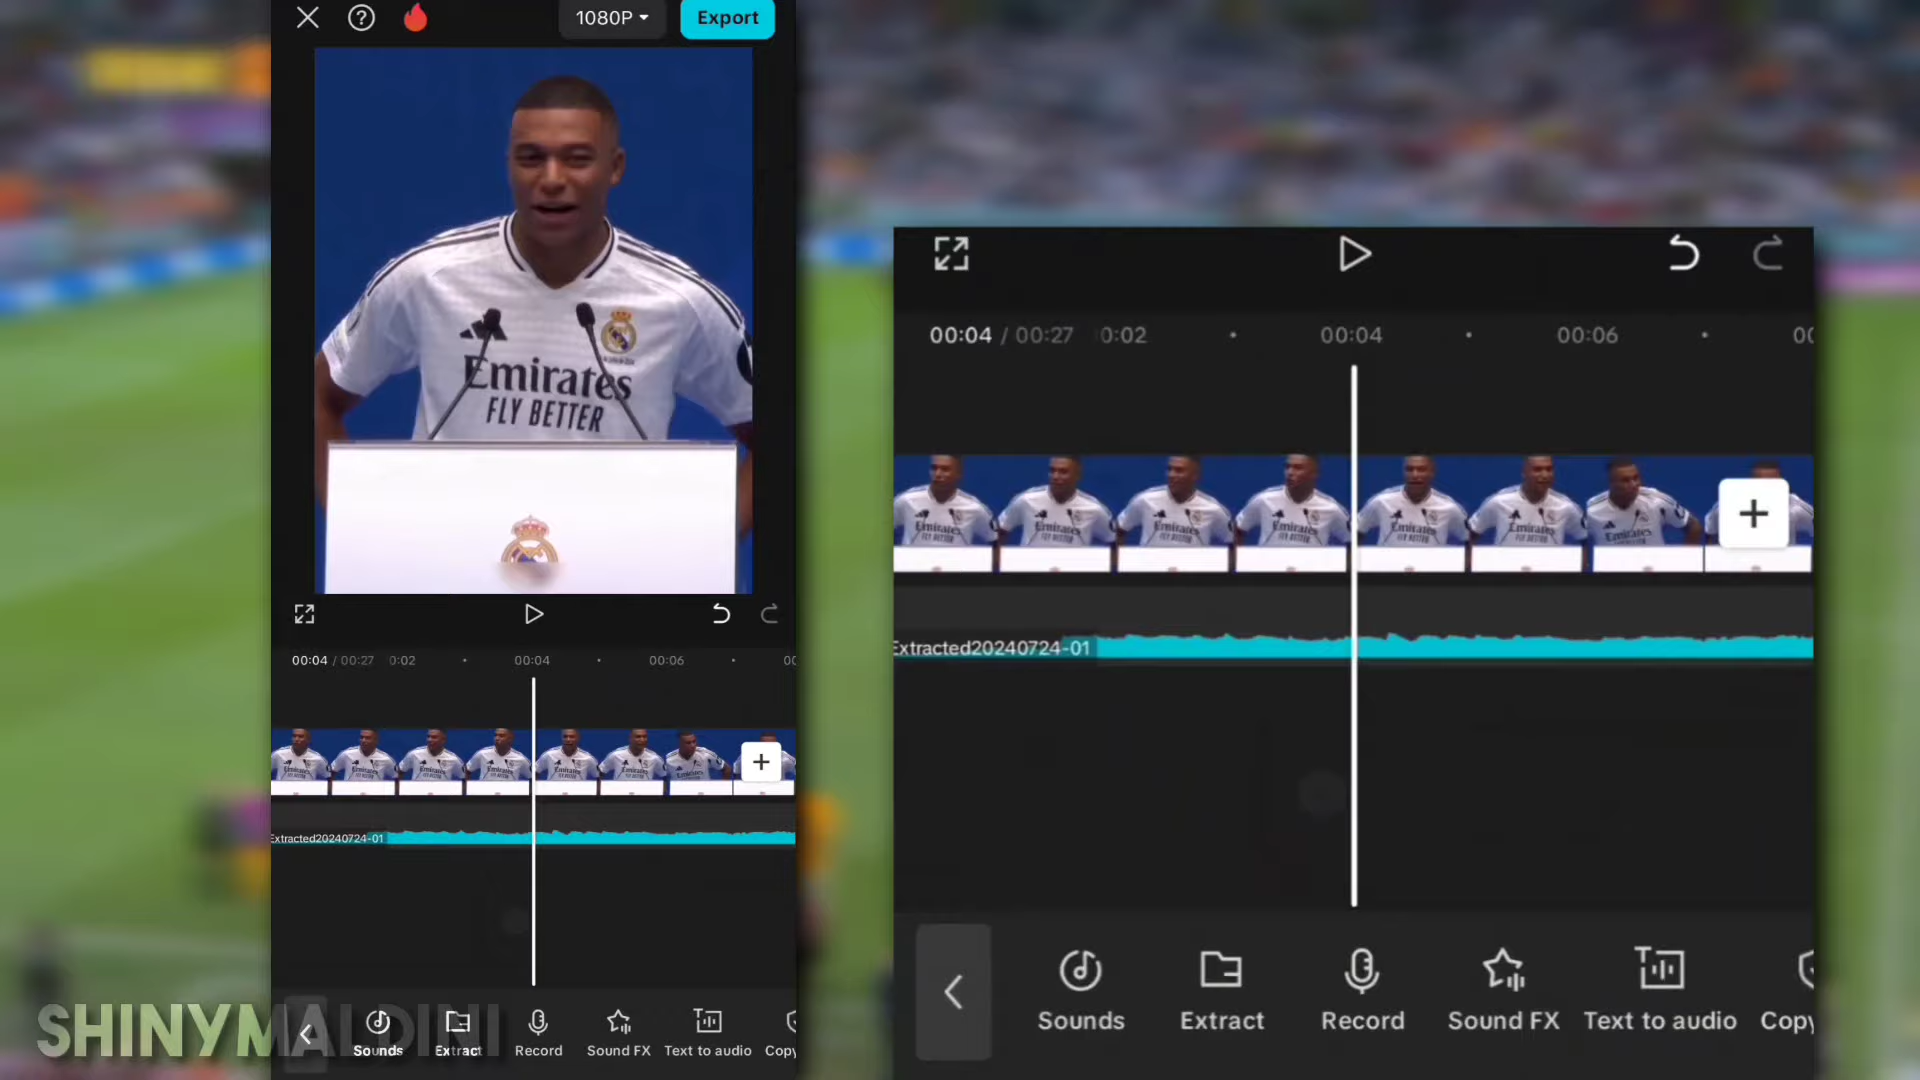 1080P
Export
Emirates
FLY BETTER
00:04 / 00:27 0:02 00:04 00:06
Extracted20240724-01
Sounds Extract Record Sound FX Text to audio Copy
SHINYMALDINI
00:04 / 00:27 0:02 00:04 00:06
Extracted20240724-01
Sounds Extract Record Sound FX Text to audio Copy